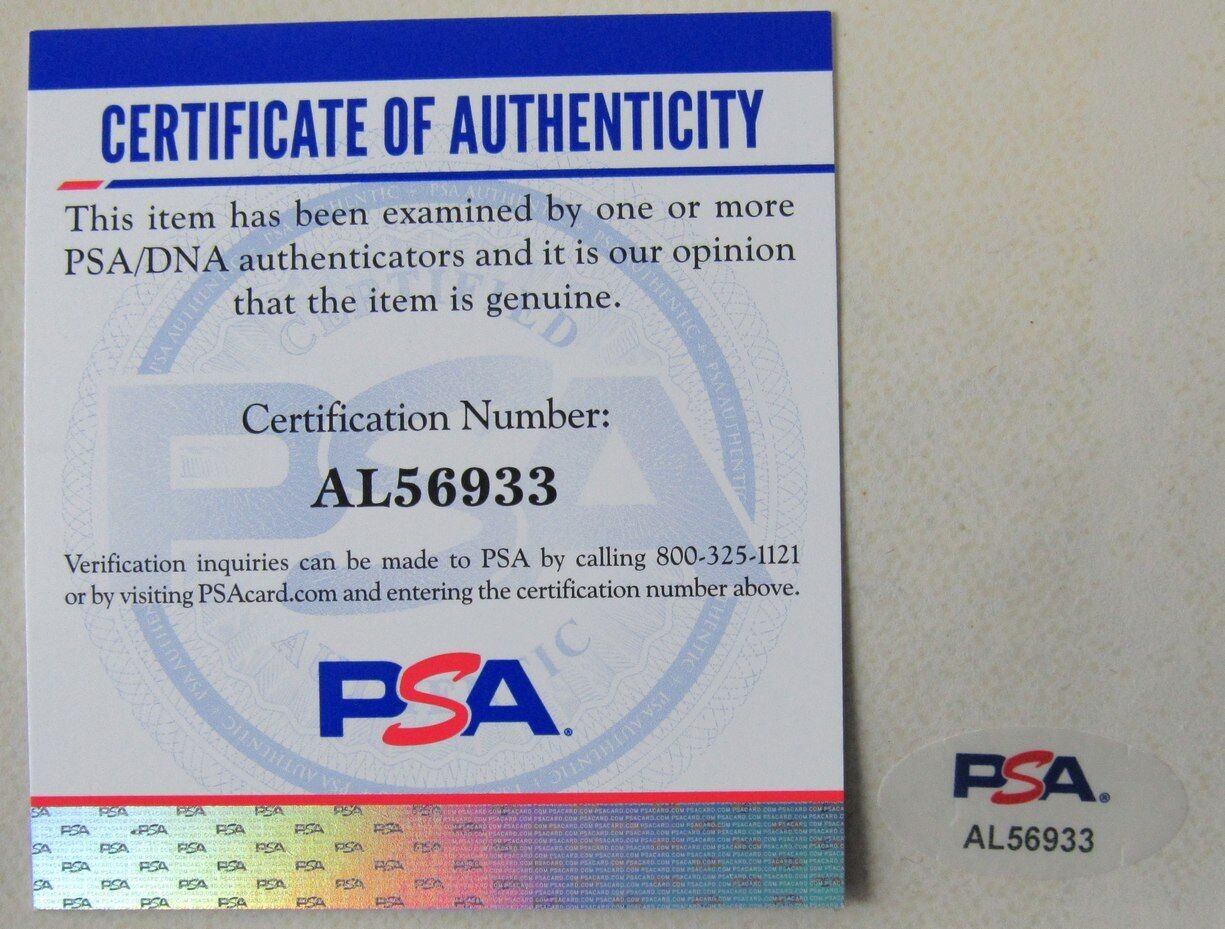 CERTIFICATE OF AUTHENTICITY
This item has been examined by one or more
PSA/DNA authenticators and it is our opinion
that the item is genuine.
Certification Number:
AL56933
Verification inquiries can be made to PSA by calling 800-325-1121
or by visiting PSAcard.com and entering the certification number above.
PSA®
PSA®
AL56933